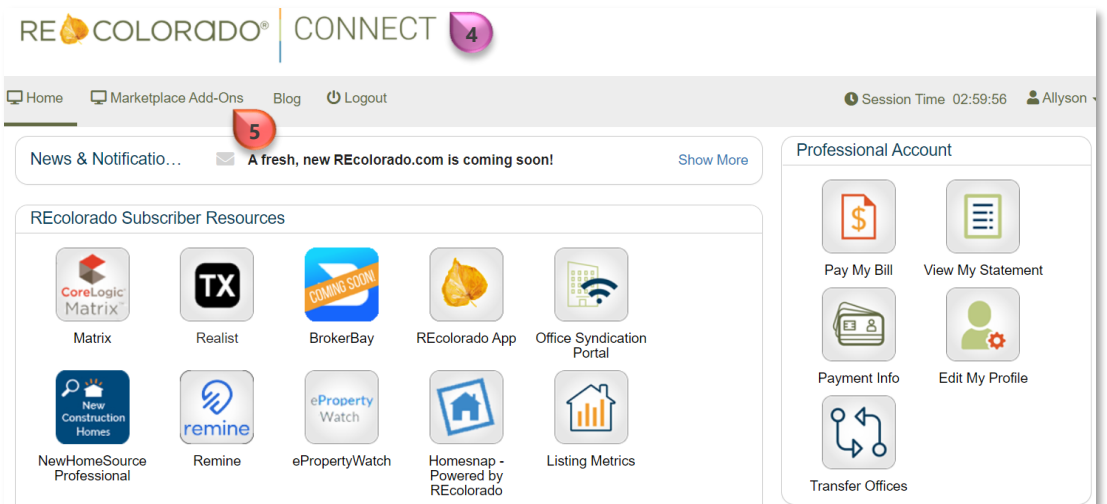 REcolorado® CONNECT 4
Home Marketplace Add-Ons Blog Logout Session Time 02:59:56 Allyson
5
News & Notificatio... A fresh, new REcolorado.com is coming soon! Show More
Professional Account
REcolorado Subscriber Resources
CoreLogic
Matrix™
TX
COMING SOON!
$
Matrix Realist BrokerBay REcolorado App Office Syndication
Portal
Pay My Bill View My Statement
New
Construction
Homes
remine
eProperty
Watch
NewHomeSource
Professional
Remine ePropertyWatch Homesnap -
Powered by
REcolorado
Listing Metrics
Payment Info Edit My Profile
Transfer Offices